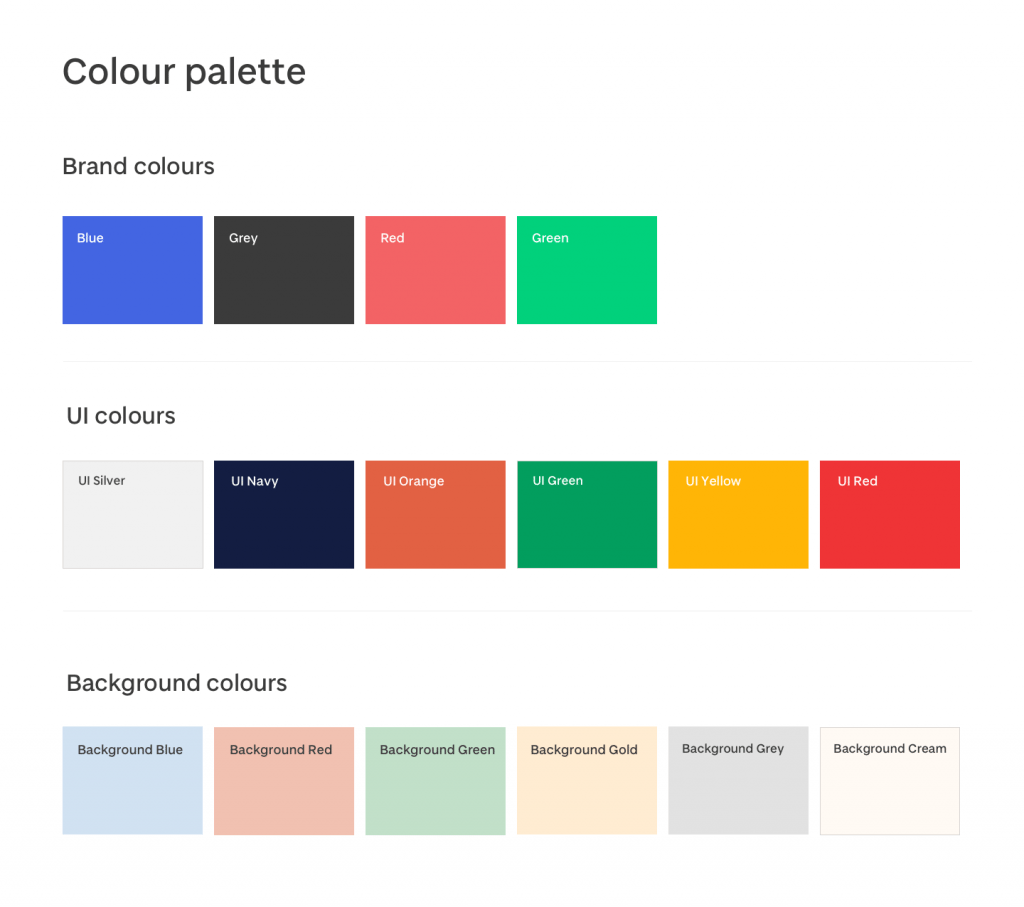 Colour palette
Brand colours
Blue
Grey
Red
Green
UI colours
UI Silver
UI Navy
UI Orange
UI Green
UI Yellow
UI Red
Background colours
Background Blue
Background Red
Background Green
Background Gold
Background Grey
Background Cream